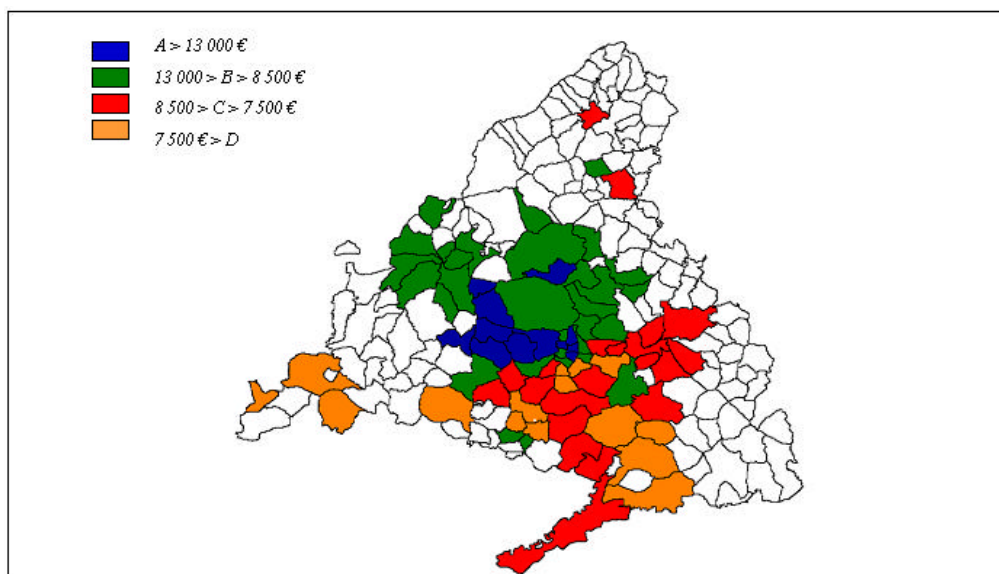 A > 13 000 €
13 000 > B > 8 500 €
8 500 > C > 7 500 €
7 500 € > D